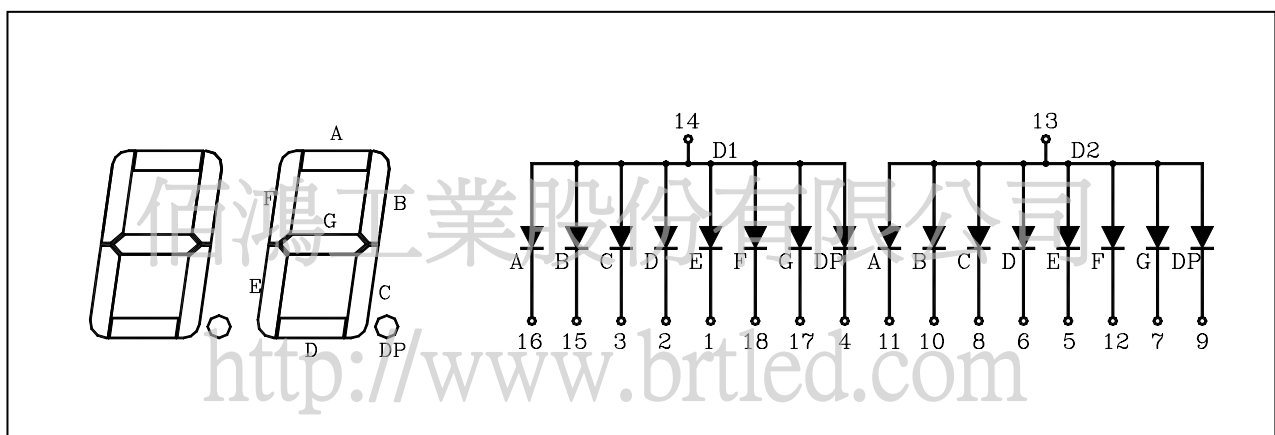 14 13
A D1 D2
F B
G
A B C D E F G DP A B C D E F G DP
E C
16 15 3 2 1 18 17 4 11 10 8 6 5 12 7 9
D DP
佰鴻工業股份有限公司
http://www.brtled.com